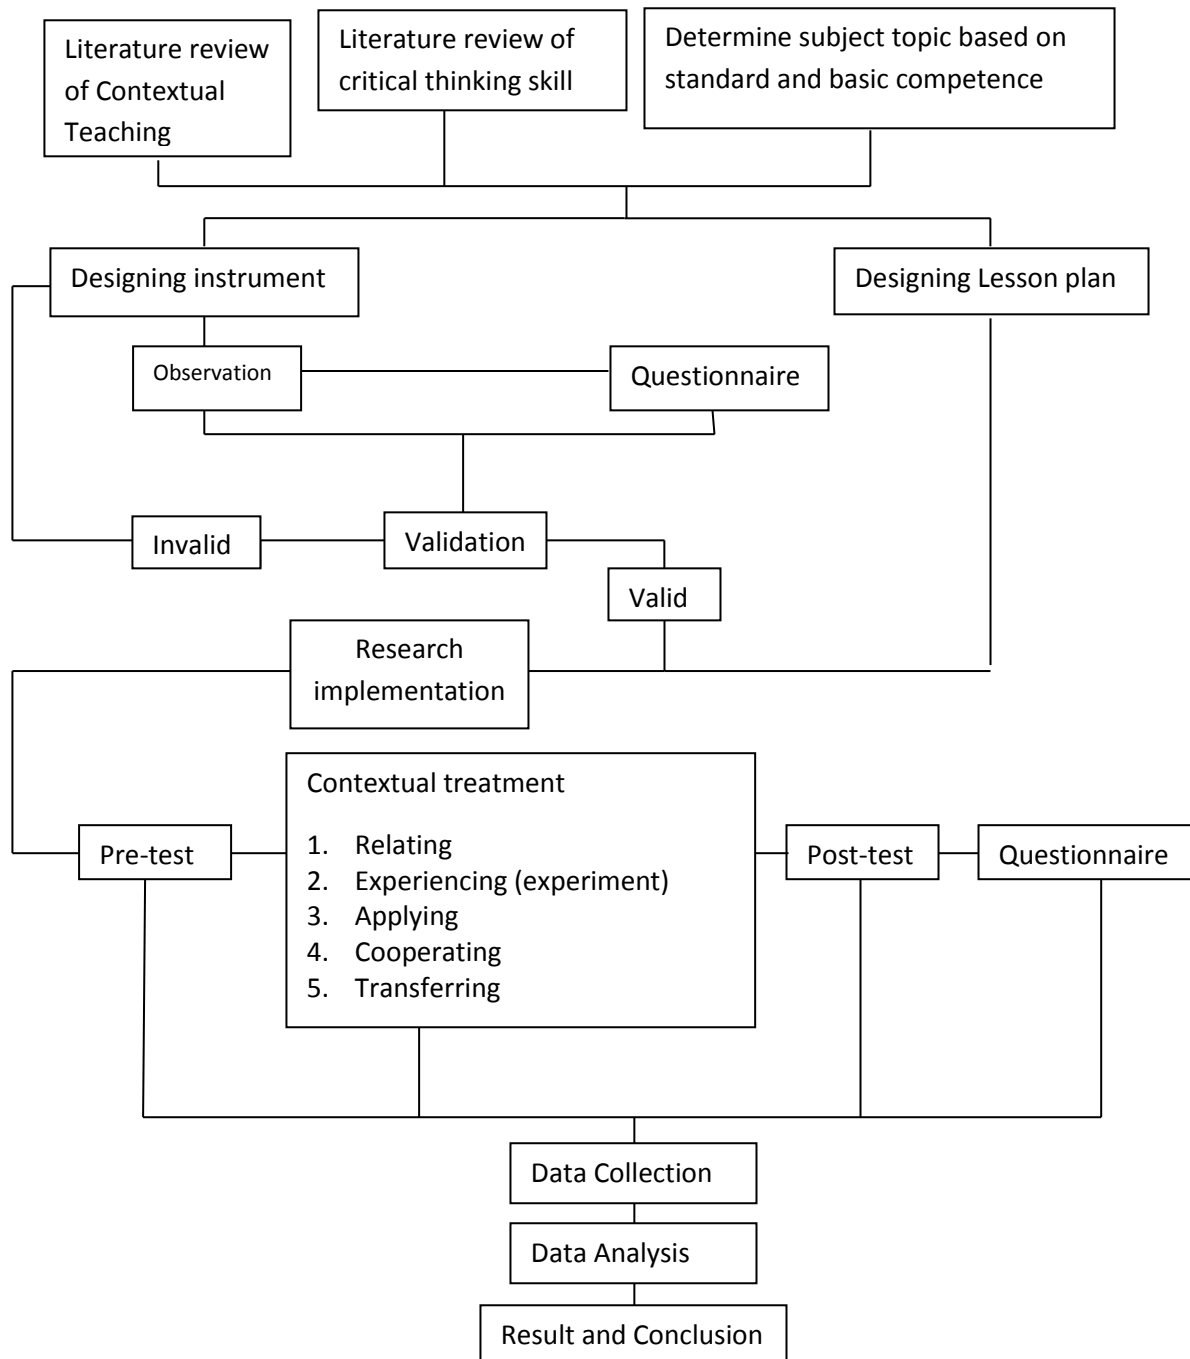 Literature review
of Contextual
Teaching
Literature review of
critical thinking skill
Determine subject topic based on
standard and basic competence
Designing instrument
Designing Lesson plan
Observation
Questionnaire
Invalid
Validation
Valid
Research
implementation
Contextual treatment
1. Relating
2. Experiencing (experiment)
3. Applying
4. Cooperating
5. Transferring
Pre-test
Post-test
Questionnaire
Data Collection
Data Analysis
Result and Conclusion